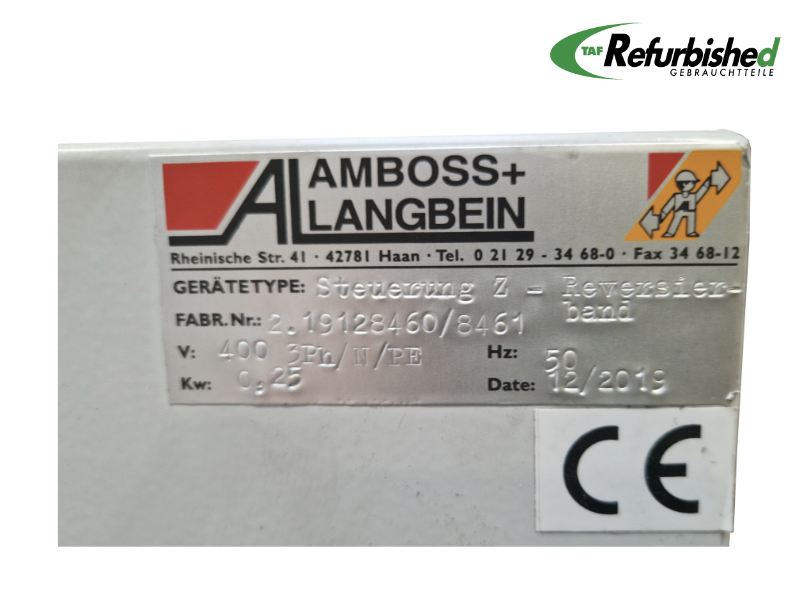 TAF Refurbished
GEBRAUCHTTEILE
AL AMBOSS+
LANGBEIN
Rheinische Str. 41 · 42781 Haan · Tel. 0 21 29 - 34 68-0 · Fax 34 68-12
GERÄTETYPE: Steuerung Z - Reversier-
band
FABR.Nr.: 2.19128460/8461
V: 400 3Ph/N/PE Hz: 50
Kw: 0,25 Date: 12/2019
CE